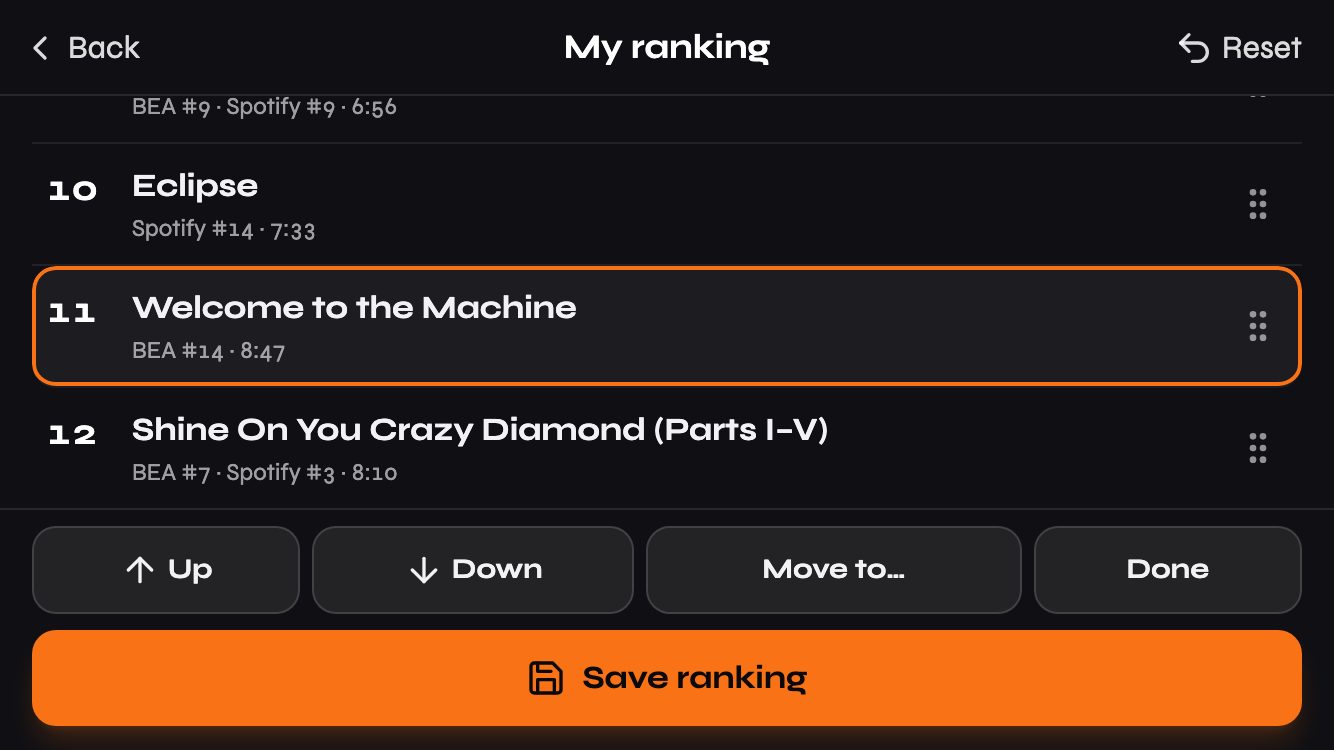 Back
My ranking
Reset
BEA #9 · Spotify #9 · 6:56
10
Eclipse
Spotify #14 · 7:33
11
Welcome to the Machine
BEA #14 · 8:47
12
Shine On You Crazy Diamond (Parts I–V)
BEA #7 · Spotify #3 · 8:10
Up
Down
Move to...
Done
Save ranking